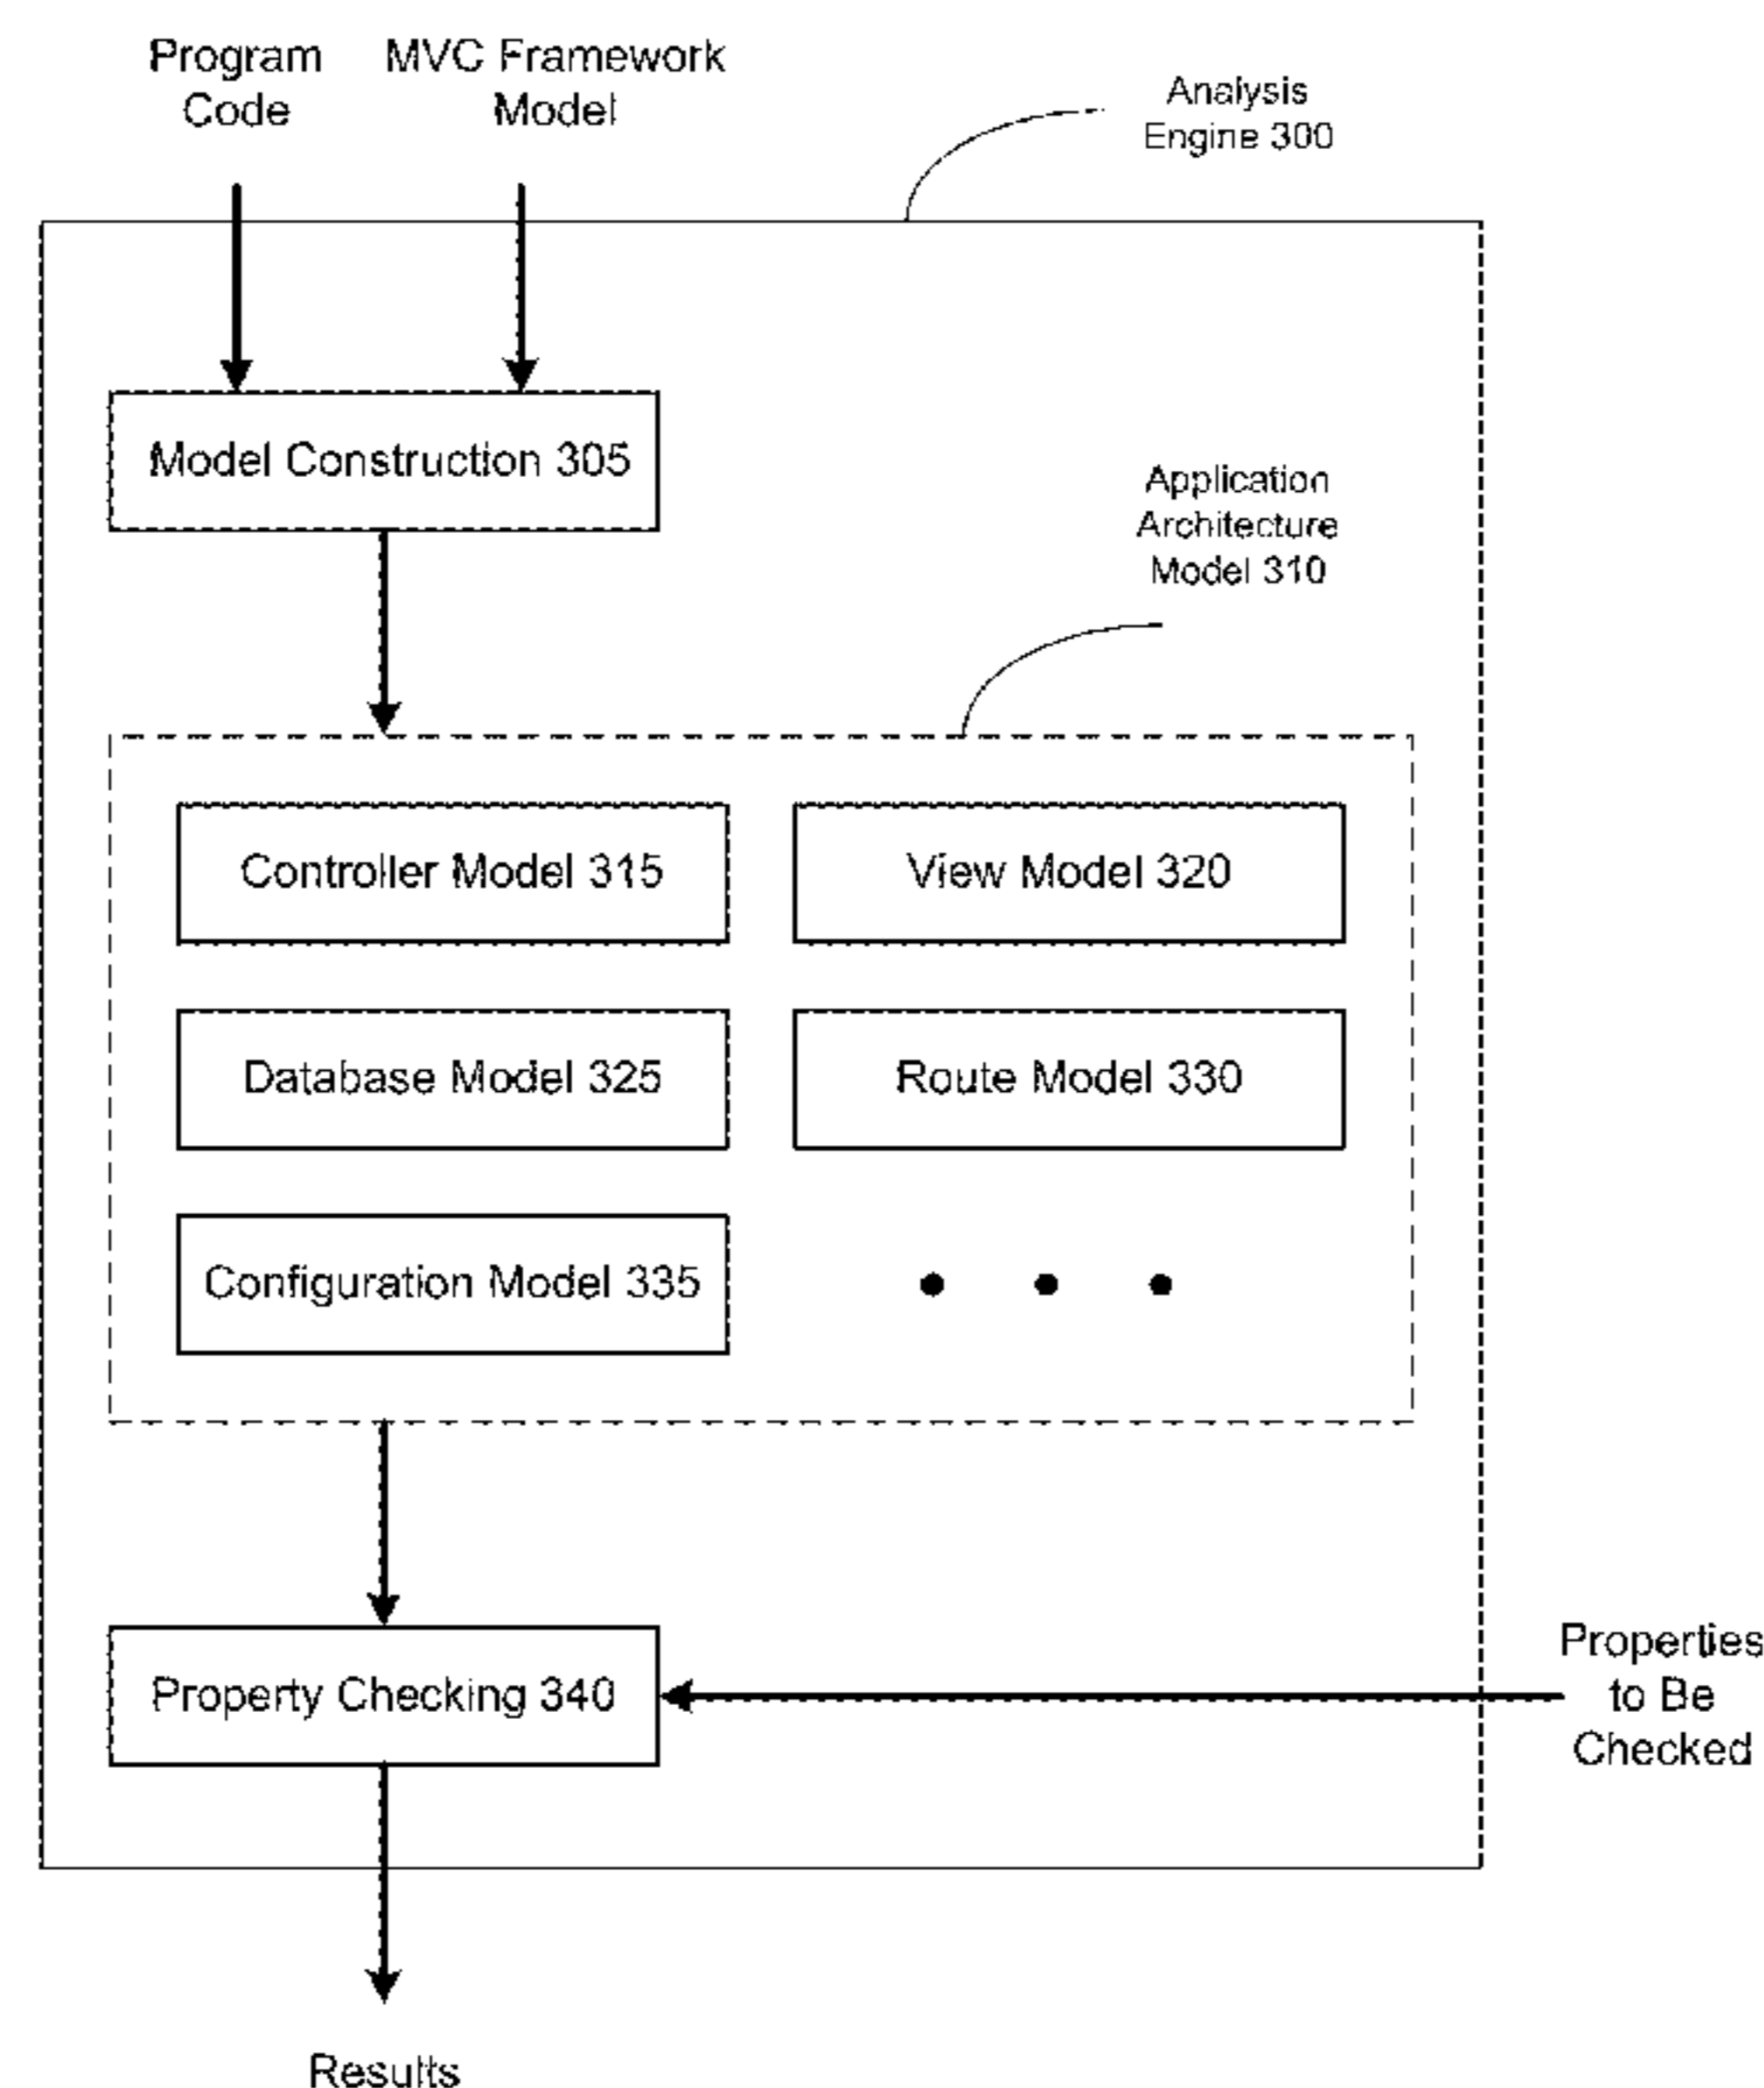 Program
Code
MVC Framework
Model
Analysis
Engine 300
Model Construction 305
Application
Architecture
Model 310
Controller Model 315
View Model 320
Database Model 325
Route Model 330
Configuration Model 335
Property Checking 340
Properties
to Be
Checked
Results